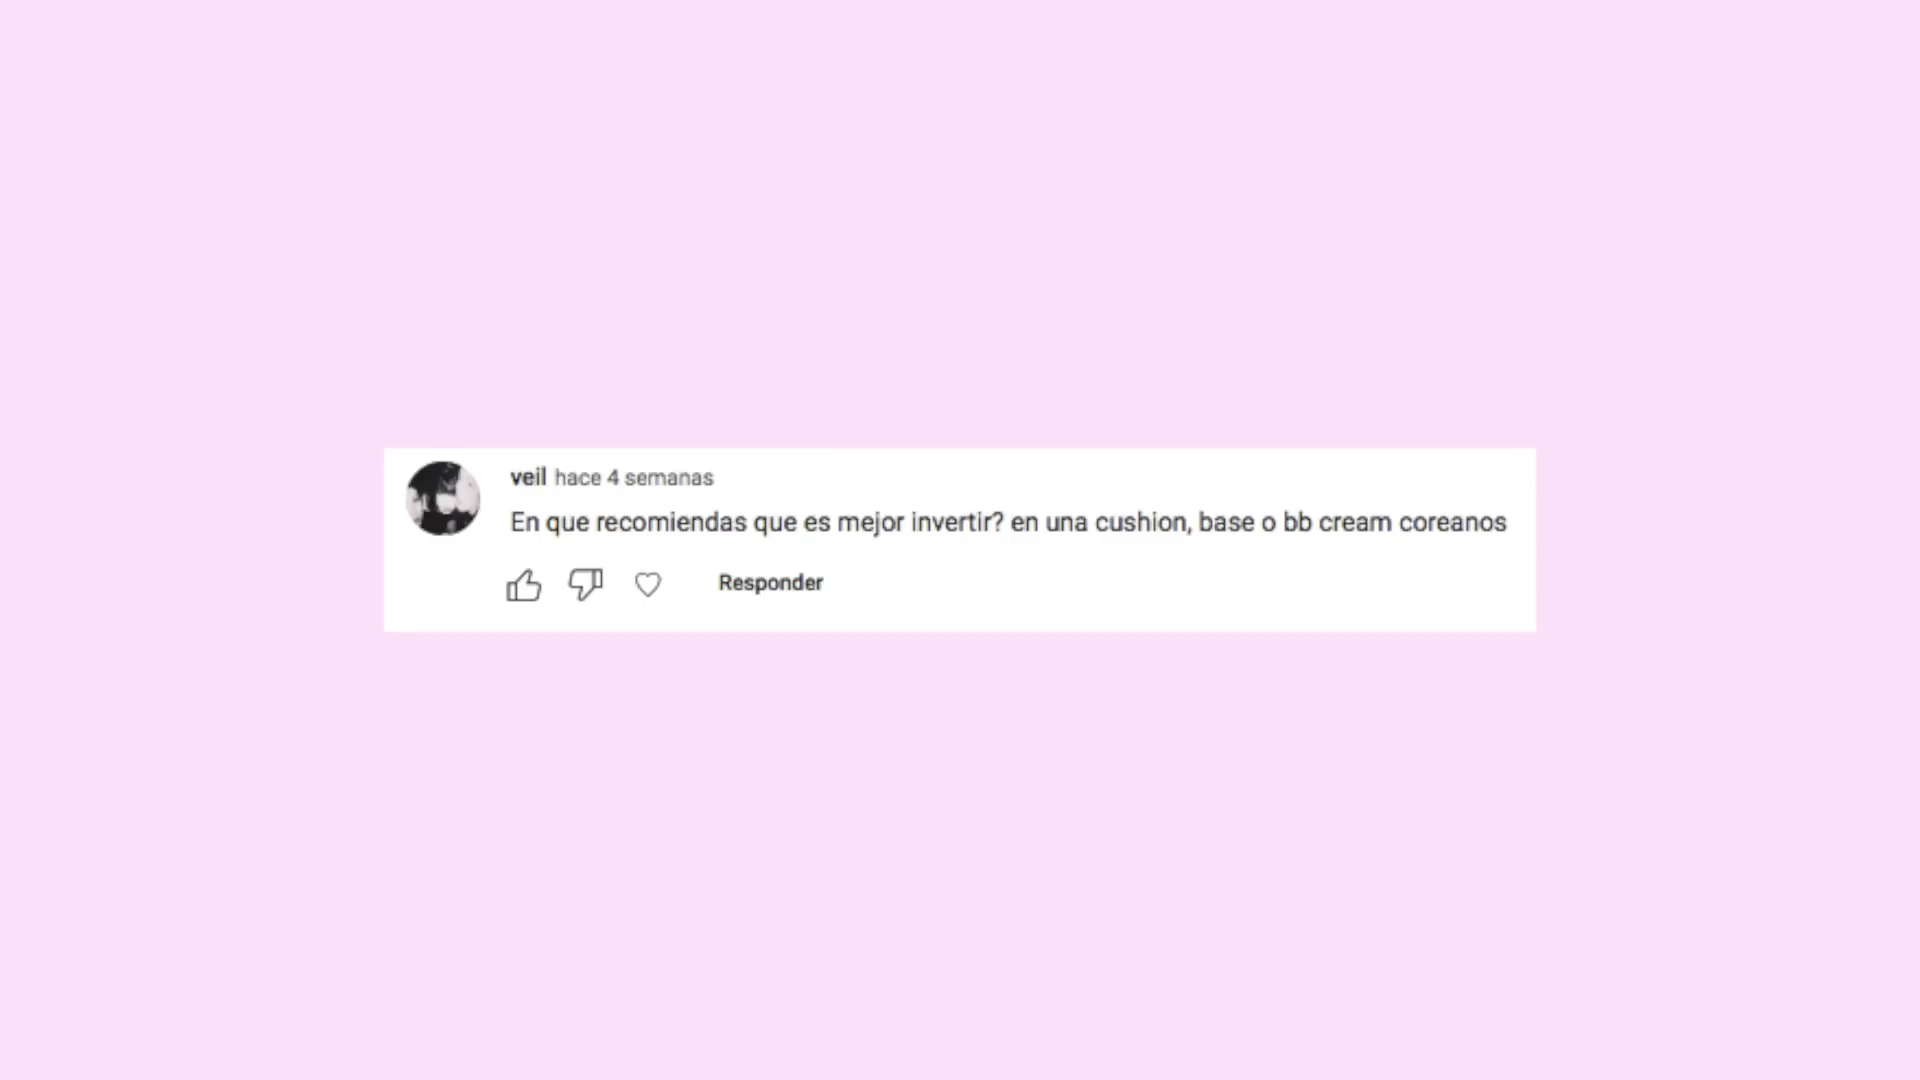 veil hace 4 semanas
En que recomiendas que es mejor invertir? en una cushion, base o bb cream coreanos
Responder